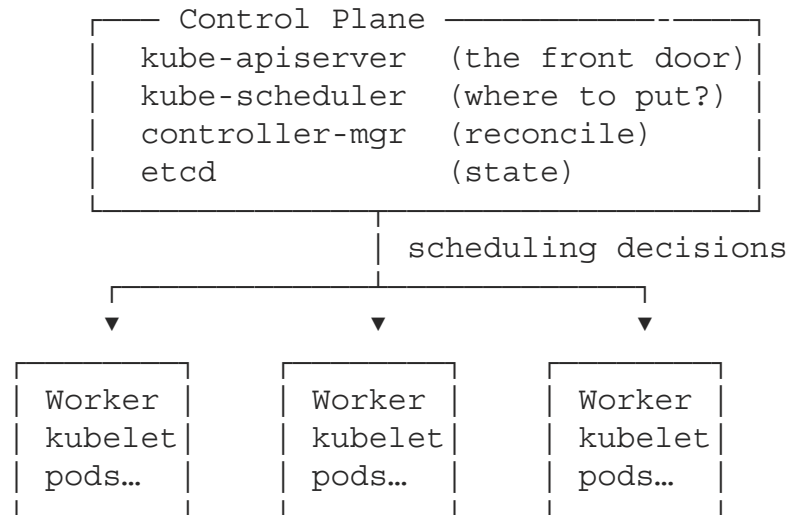 Control Plane
kube-apiserver (the front door)
kube-scheduler (where to put?)
controller-mgr (reconcile)
etcd (state)
scheduling decisions
Worker Worker Worker
kubelet kubelet kubelet
pods… pods… pods…